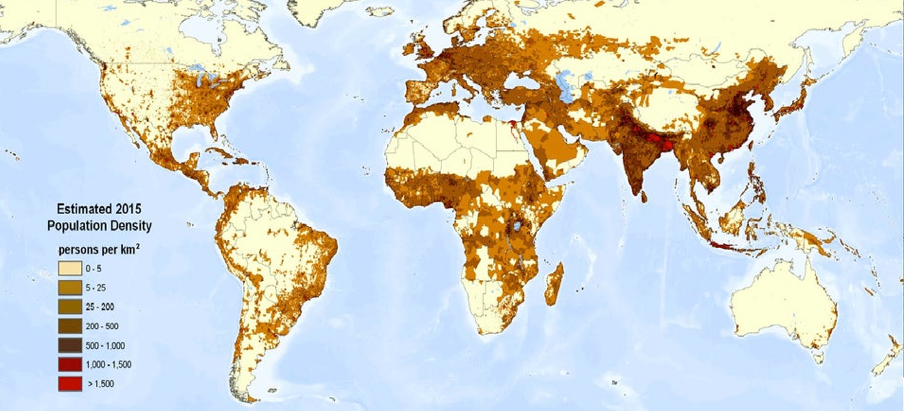 Estimated 2015
Population Density
persons per km²
0 - 5
5 - 25
25 - 200
200 - 500
500 - 1,000
1,000 - 1,500
> 1,500